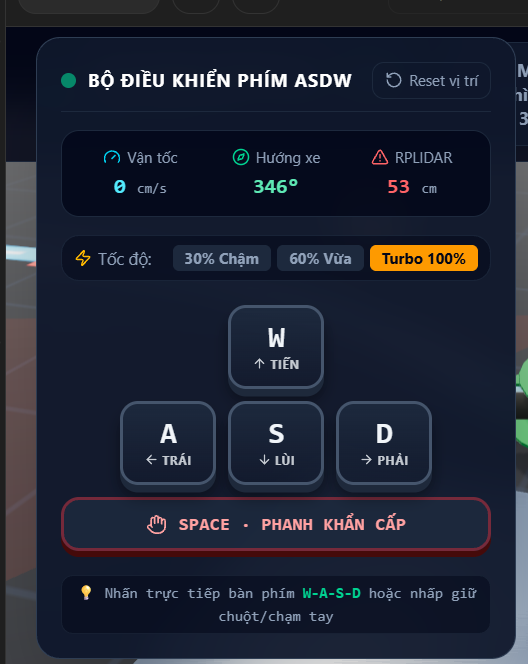 BỘ ĐIỀU KHIỂN PHÍM ASDW
Reset vị trí
Vận tốc
Hướng xe
RPLIDAR
0 cm/s
346°
53 cm
Tốc độ:
30% Chậm
60% Vừa
Turbo 100%
W
↑ TIẾN
A
← TRÁI
S
↓ LÙI
D
→ PHẢI
SPACE · PHANH KHẨN CẤP
💡 Nhấn trực tiếp bàn phím W-A-S-D hoặc nhấp giữ
chuột/chạm tay